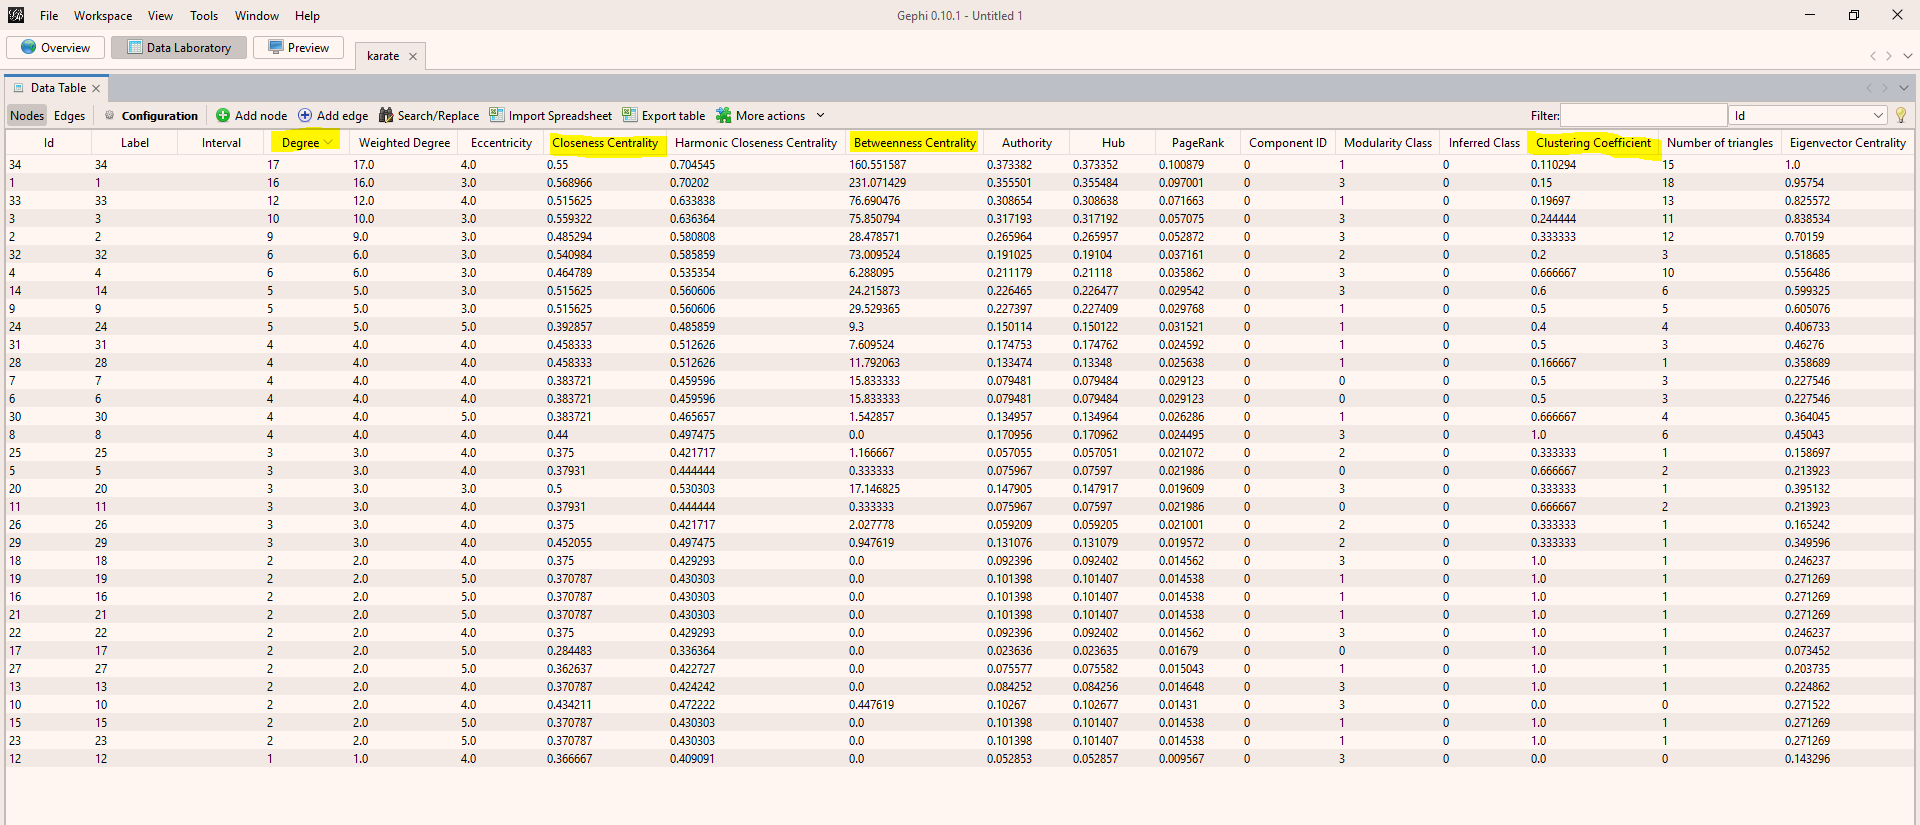 File Workspace View Tools Window Help Gephi 0.10.1 - Untitled 1
Overview Data Laboratory Preview karate
Data Table
Nodes Edges Configuration Add node Add edge Search/Replace Import Spreadsheet Export table More actions Filter: Id
Id Label Interval Degree Weighted Degree Eccentricity Closeness Centrality Harmonic Closeness Centrality Betweenness Centrality Authority Hub PageRank Component ID Modularity Class Inferred Class Clustering Coefficient Number of triangles Eigenvector Centrality
34 34 17 17.0 4.0 0.55 0.704545 160.551587 0.373382 0.373352 0.100879 0 1 0 0.110294 15 1.0
1 1 16 16.0 3.0 0.568966 0.70202 231.071429 0.355501 0.355484 0.097001 0 3 0 0.15 18 0.95754
33 33 12 12.0 4.0 0.515625 0.633838 76.690476 0.308654 0.308638 0.071663 0 1 0 0.19697 13 0.825572
3 3 10 10.0 3.0 0.559322 0.636364 75.850794 0.317193 0.317192 0.057075 0 3 0 0.244444 11 0.838534
2 2 9 9.0 3.0 0.485294 0.580808 28.478571 0.265964 0.265957 0.052872 0 3 0 0.333333 12 0.70159
32 32 6 6.0 3.0 0.540984 0.585859 73.009524 0.191025 0.19104 0.037161 0 2 0 0.2 3 0.518685
4 4 6 6.0 3.0 0.464789 0.535354 6.288095 0.211179 0.21118 0.035862 0 3 0 0.666667 10 0.556486
14 14 5 5.0 3.0 0.515625 0.560606 24.215873 0.226465 0.226477 0.029542 0 3 0 0.6 6 0.599325
9 9 5 5.0 3.0 0.515625 0.560606 29.529365 0.227397 0.227409 0.029768 0 1 0 0.5 5 0.605076
24 24 5 5.0 5.0 0.392857 0.485859 9.3 0.150114 0.150122 0.031521 0 1 0 0.4 4 0.406733
31 31 4 4.0 4.0 0.458333 0.512626 7.609524 0.174753 0.174762 0.024592 0 1 0 0.5 3 0.46276
28 28 4 4.0 4.0 0.458333 0.512626 11.792063 0.133474 0.13348 0.025638 0 1 0 0.166667 1 0.358689
7 7 4 4.0 4.0 0.383721 0.459596 15.833333 0.079481 0.079484 0.029123 0 0 0 0.5 3 0.227546
6 6 4 4.0 4.0 0.383721 0.459596 15.833333 0.079481 0.079484 0.029123 0 0 0 0.5 3 0.227546
30 30 4 4.0 5.0 0.383721 0.465657 1.542857 0.134957 0.134964 0.026286 0 1 0 0.666667 4 0.364045
8 8 4 4.0 4.0 0.44 0.497475 0.0 0.170956 0.170962 0.024495 0 3 0 1.0 6 0.45043
25 25 3 3.0 4.0 0.375 0.421717 1.166667 0.057055 0.057051 0.021072 0 2 0 0.333333 1 0.158697
5 5 3 3.0 4.0 0.37931 0.444444 0.333333 0.075967 0.07597 0.021986 0 0 0 0.666667 2 0.213923
20 20 3 3.0 3.0 0.5 0.530303 17.146825 0.147905 0.147917 0.019609 0 3 0 0.333333 1 0.395132
11 11 3 3.0 4.0 0.37931 0.444444 0.333333 0.075967 0.07597 0.021986 0 0 0 0.666667 2 0.213923
26 26 3 3.0 4.0 0.375 0.421717 2.027778 0.059209 0.059205 0.021001 0 2 0 0.333333 1 0.165242
29 29 3 3.0 4.0 0.452055 0.497475 0.947619 0.131076 0.131079 0.019572 0 2 0 0.333333 1 0.349596
18 18 2 2.0 4.0 0.375 0.429293 0.0 0.092396 0.092402 0.014562 0 3 0 1.0 1 0.246237
19 19 2 2.0 5.0 0.370787 0.430303 0.0 0.101398 0.101407 0.014538 0 1 0 1.0 1 0.271269
16 16 2 2.0 5.0 0.370787 0.430303 0.0 0.101398 0.101407 0.014538 0 1 0 1.0 1 0.271269
21 21 2 2.0 5.0 0.370787 0.430303 0.0 0.101398 0.101407 0.014538 0 1 0 1.0 1 0.271269
22 22 2 2.0 4.0 0.375 0.429293 0.0 0.092396 0.092402 0.014562 0 3 0 1.0 1 0.246237
17 17 2 2.0 5.0 0.284483 0.336364 0.0 0.023636 0.023635 0.01679 0 0 0 1.0 1 0.073452
27 27 2 2.0 5.0 0.362637 0.422727 0.0 0.075577 0.075582 0.015043 0 1 0 1.0 1 0.203735
13 13 2 2.0 4.0 0.370787 0.424242 0.0 0.084252 0.084256 0.014648 0 3 0 1.0 1 0.224862
10 10 2 2.0 4.0 0.434211 0.472222 0.447619 0.10267 0.102677 0.01431 0 3 0 0.0 0 0.271522
15 15 2 2.0 5.0 0.370787 0.430303 0.0 0.101398 0.101407 0.014538 0 1 0 1.0 1 0.271269
23 23 2 2.0 5.0 0.370787 0.430303 0.0 0.101398 0.101407 0.014538 0 1 0 1.0 1 0.271269
12 12 1 1.0 4.0 0.366667 0.409091 0.0 0.052853 0.052857 0.009567 0 3 0 0.0 0 0.143296